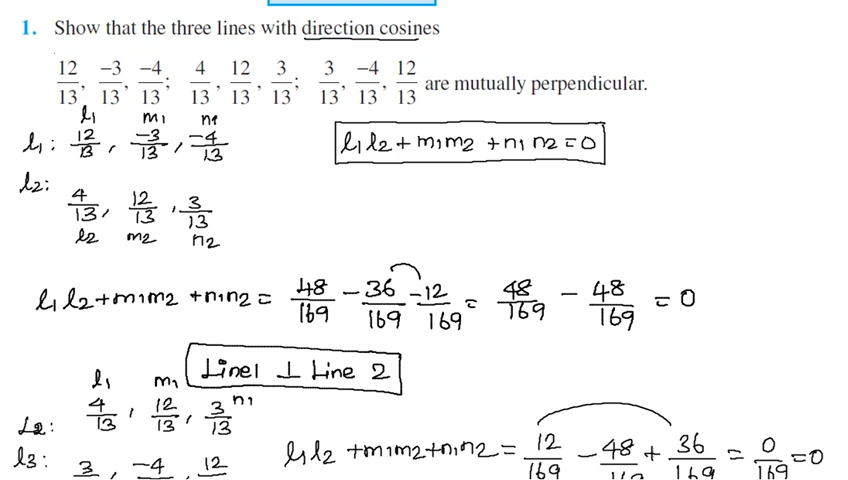 1. Show that the three lines with direction cosines
12/13, -3/13, -4/13; 4/13, 12/13, 3/13; 3/13, -4/13, 12/13 are mutually perpendicular.
l1 m1 n1
l1: 12/13, -3/13, -4/13
l1l2 + m1m2 + n1n2 = 0
l2: 4/13, 12/13, 3/13
l2 m2 n2
l1l2 + m1m2 + n1n2 = 48/169 - 36/169 - 12/169 = 48/169 - 48/169 = 0
Line1 ⊥ Line 2
l1 m1 n1
L2: 4/13, 12/13, 3/13
l3: 3, -4, 12
l1l2 + m1m2 + n1n2 = 12/169 - 48/169 + 36/169 = 0/169 = 0